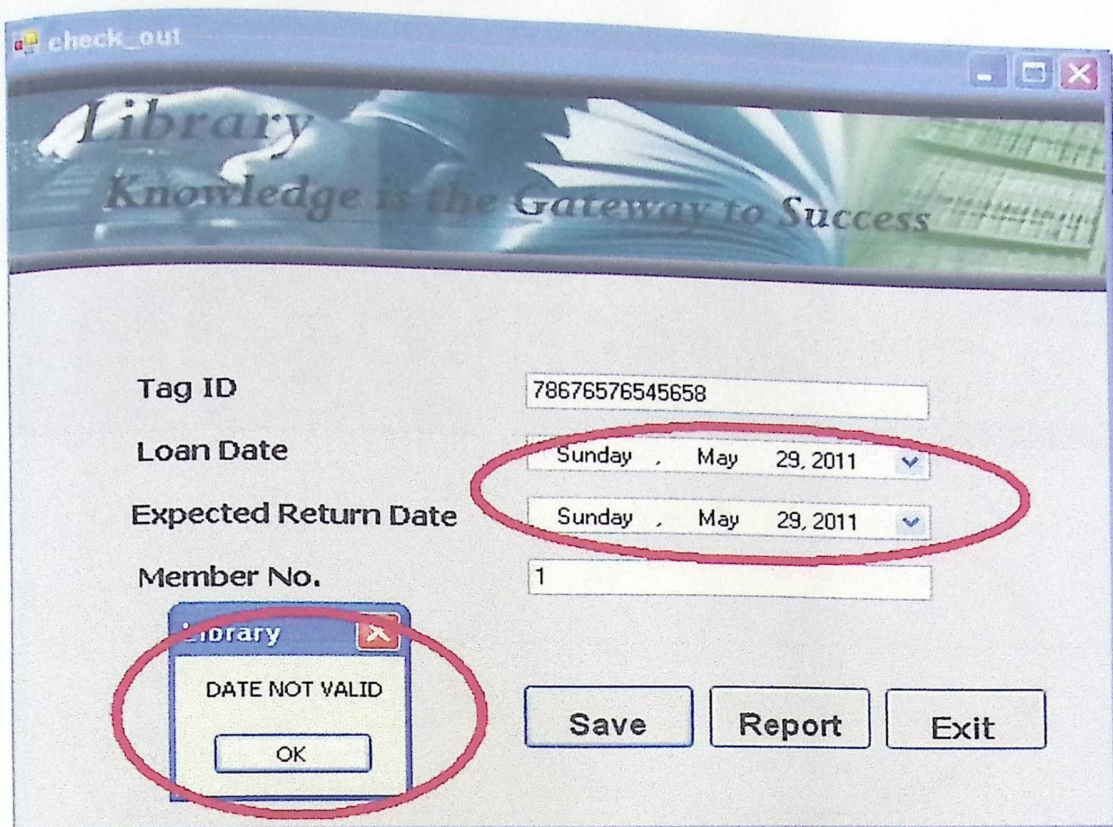 check_out
Library
Knowledge is the Gateway to Success
Tag ID 78676576545658
Loan Date Sunday , May 29, 2011
Expected Return Date Sunday , May 29, 2011
Member No. 1
Library
DATE NOT VALID
OK
Save Report Exit